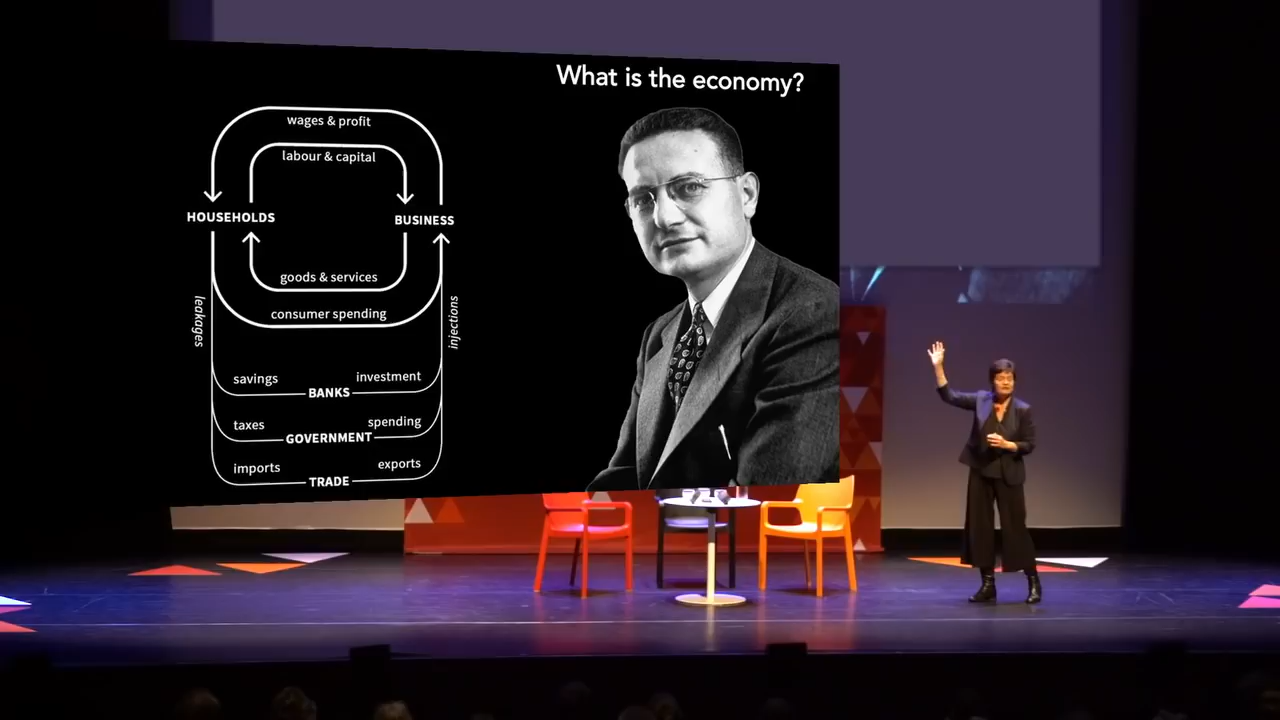 What is the economy?
wages & profit
labour & capital
HOUSEHOLDS
BUSINESS
goods & services
consumer spending
leakages
injections
savings
investment
BANKS
taxes
spending
GOVERNMENT
imports
exports
TRADE